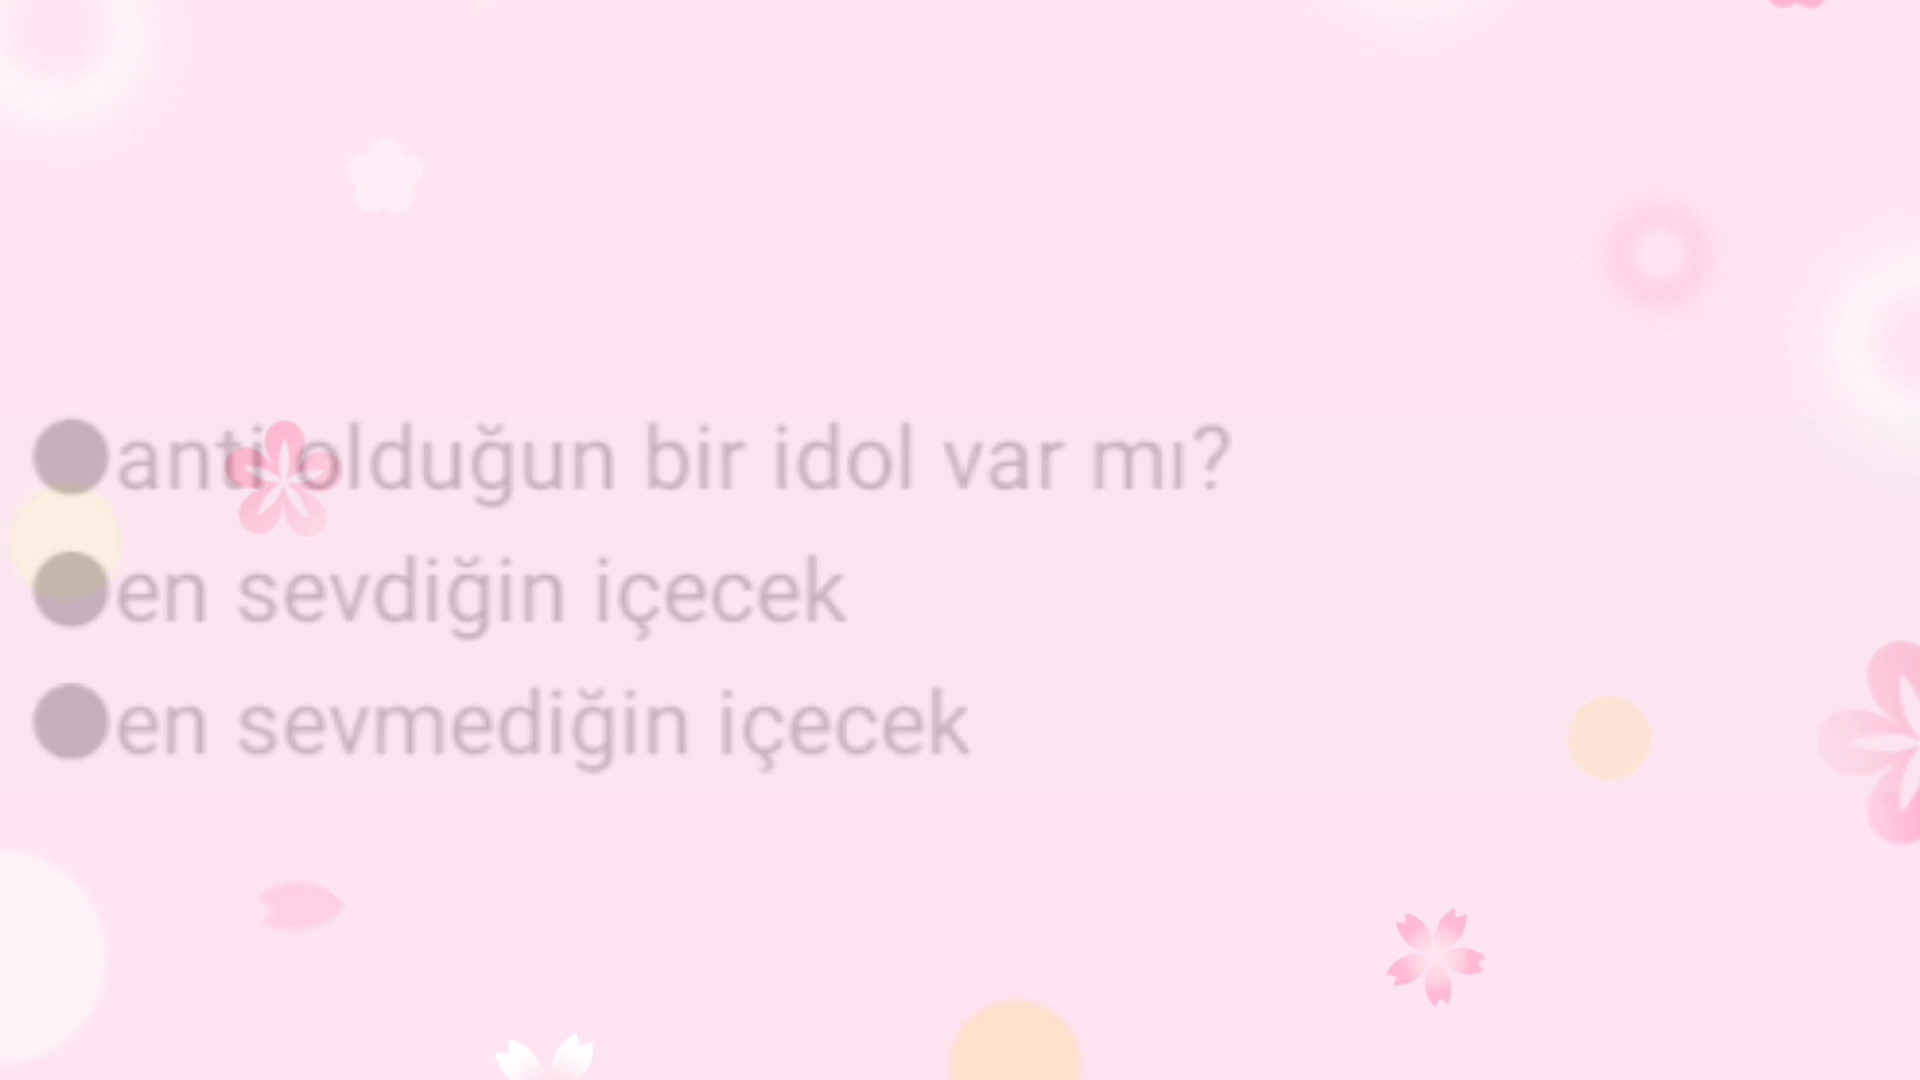 ●anti olduğun bir idol var mı?
●en sevdiğin içecek
●en sevmediğin içecek